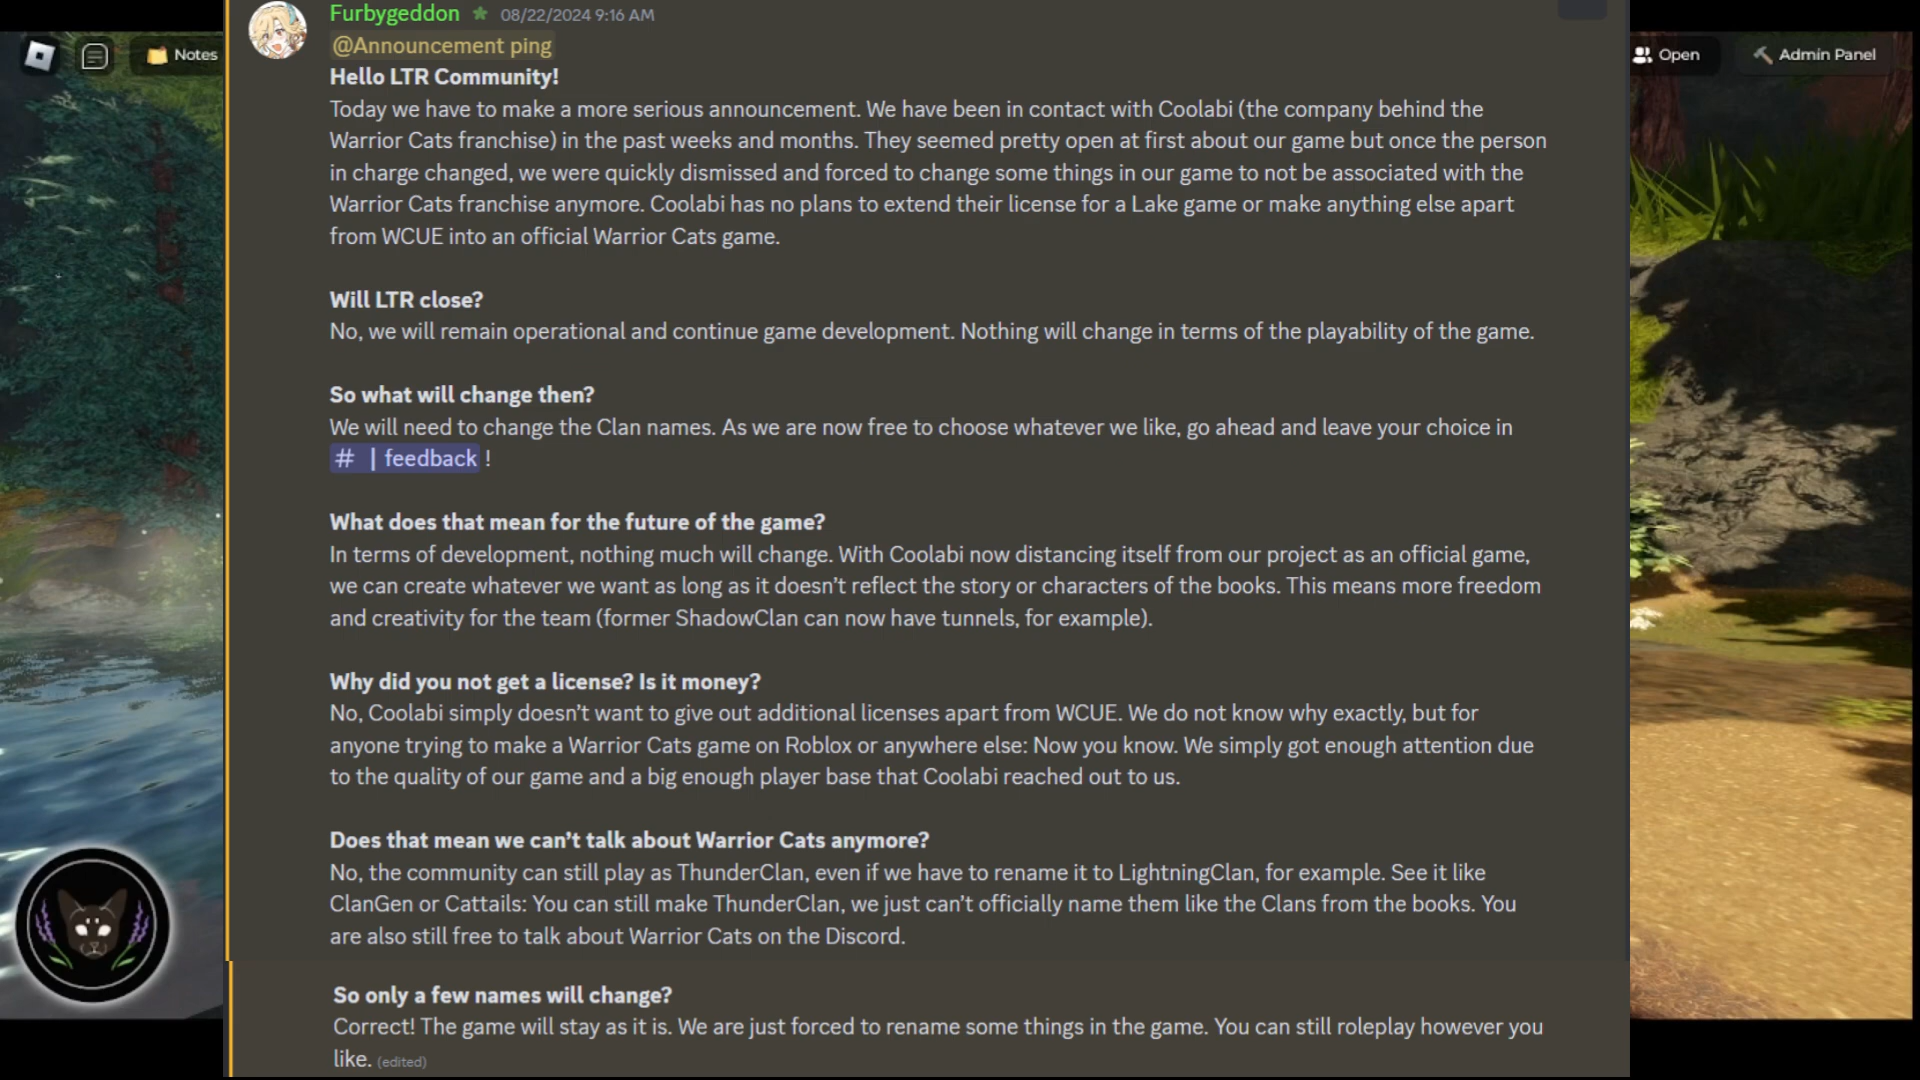 Furbygeddon 08/22/2024 9:16 AM
Notes
Open
Admin Panel
@Announcement ping
Hello LTR Community!
Today we have to make a more serious announcement. We have been in contact with Coolabi (the company behind the
Warrior Cats franchise) in the past weeks and months. They seemed pretty open at first about our game but once the person
in charge changed, we were quickly dismissed and forced to change some things in our game to not be associated with the
Warrior Cats franchise anymore. Coolabi has no plans to extend their license for a Lake game or make anything else apart
from WCUE into an official Warrior Cats game.
Will LTR close?
No, we will remain operational and continue game development. Nothing will change in terms of the playability of the game.
So what will change then?
We will need to change the Clan names. As we are now free to choose whatever we like, go ahead and leave your choice in
# | feedback !
What does that mean for the future of the game?
In terms of development, nothing much will change. With Coolabi now distancing itself from our project as an official game,
we can create whatever we want as long as it doesn’t reflect the story or characters of the books. This means more freedom
and creativity for the team (former ShadowClan can now have tunnels, for example).
Why did you not get a license? Is it money?
No, Coolabi simply doesn’t want to give out additional licenses apart from WCUE. We do not know why exactly, but for
anyone trying to make a Warrior Cats game on Roblox or anywhere else: Now you know. We simply got enough attention due
to the quality of our game and a big enough player base that Coolabi reached out to us.
Does that mean we can’t talk about Warrior Cats anymore?
No, the community can still play as ThunderClan, even if we have to rename it to LightningClan, for example. See it like
ClanGen or Cattails: You can still make ThunderClan, we just can’t officially name them like the Clans from the books. You
are also still free to talk about Warrior Cats on the Discord.
So only a few names will change?
Correct! The game will stay as it is. We are just forced to rename some things in the game. You can still roleplay however you
like. (edited)